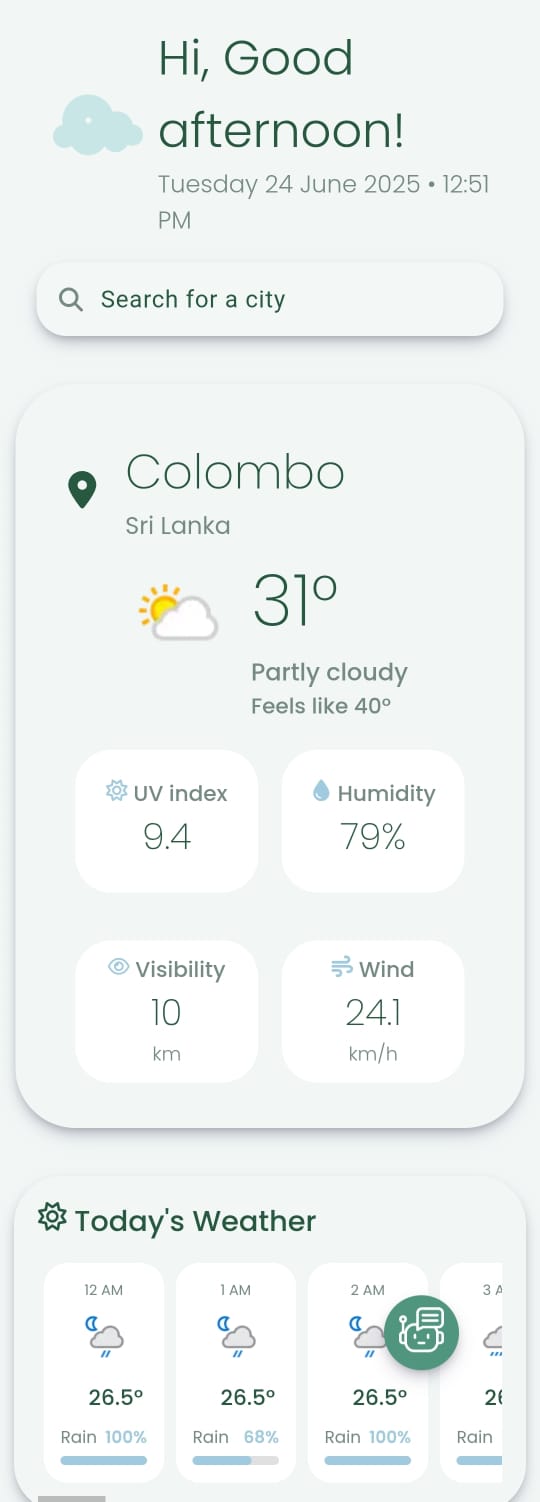 Hi, Good
afternoon!
Tuesday 24 June 2025 • 12:51
PM
Search for a city
Colombo
Sri Lanka
31°
Partly cloudy
Feels like 40°
UV index
9.4
Humidity
79%
Visibility
10
km
Wind
24.1
km/h
Today's Weather
12 AM
1 AM
2 AM
3 A
26.5°
26.5°
26.5°
26
Rain 100%
Rain 68%
Rain 100%
Rain